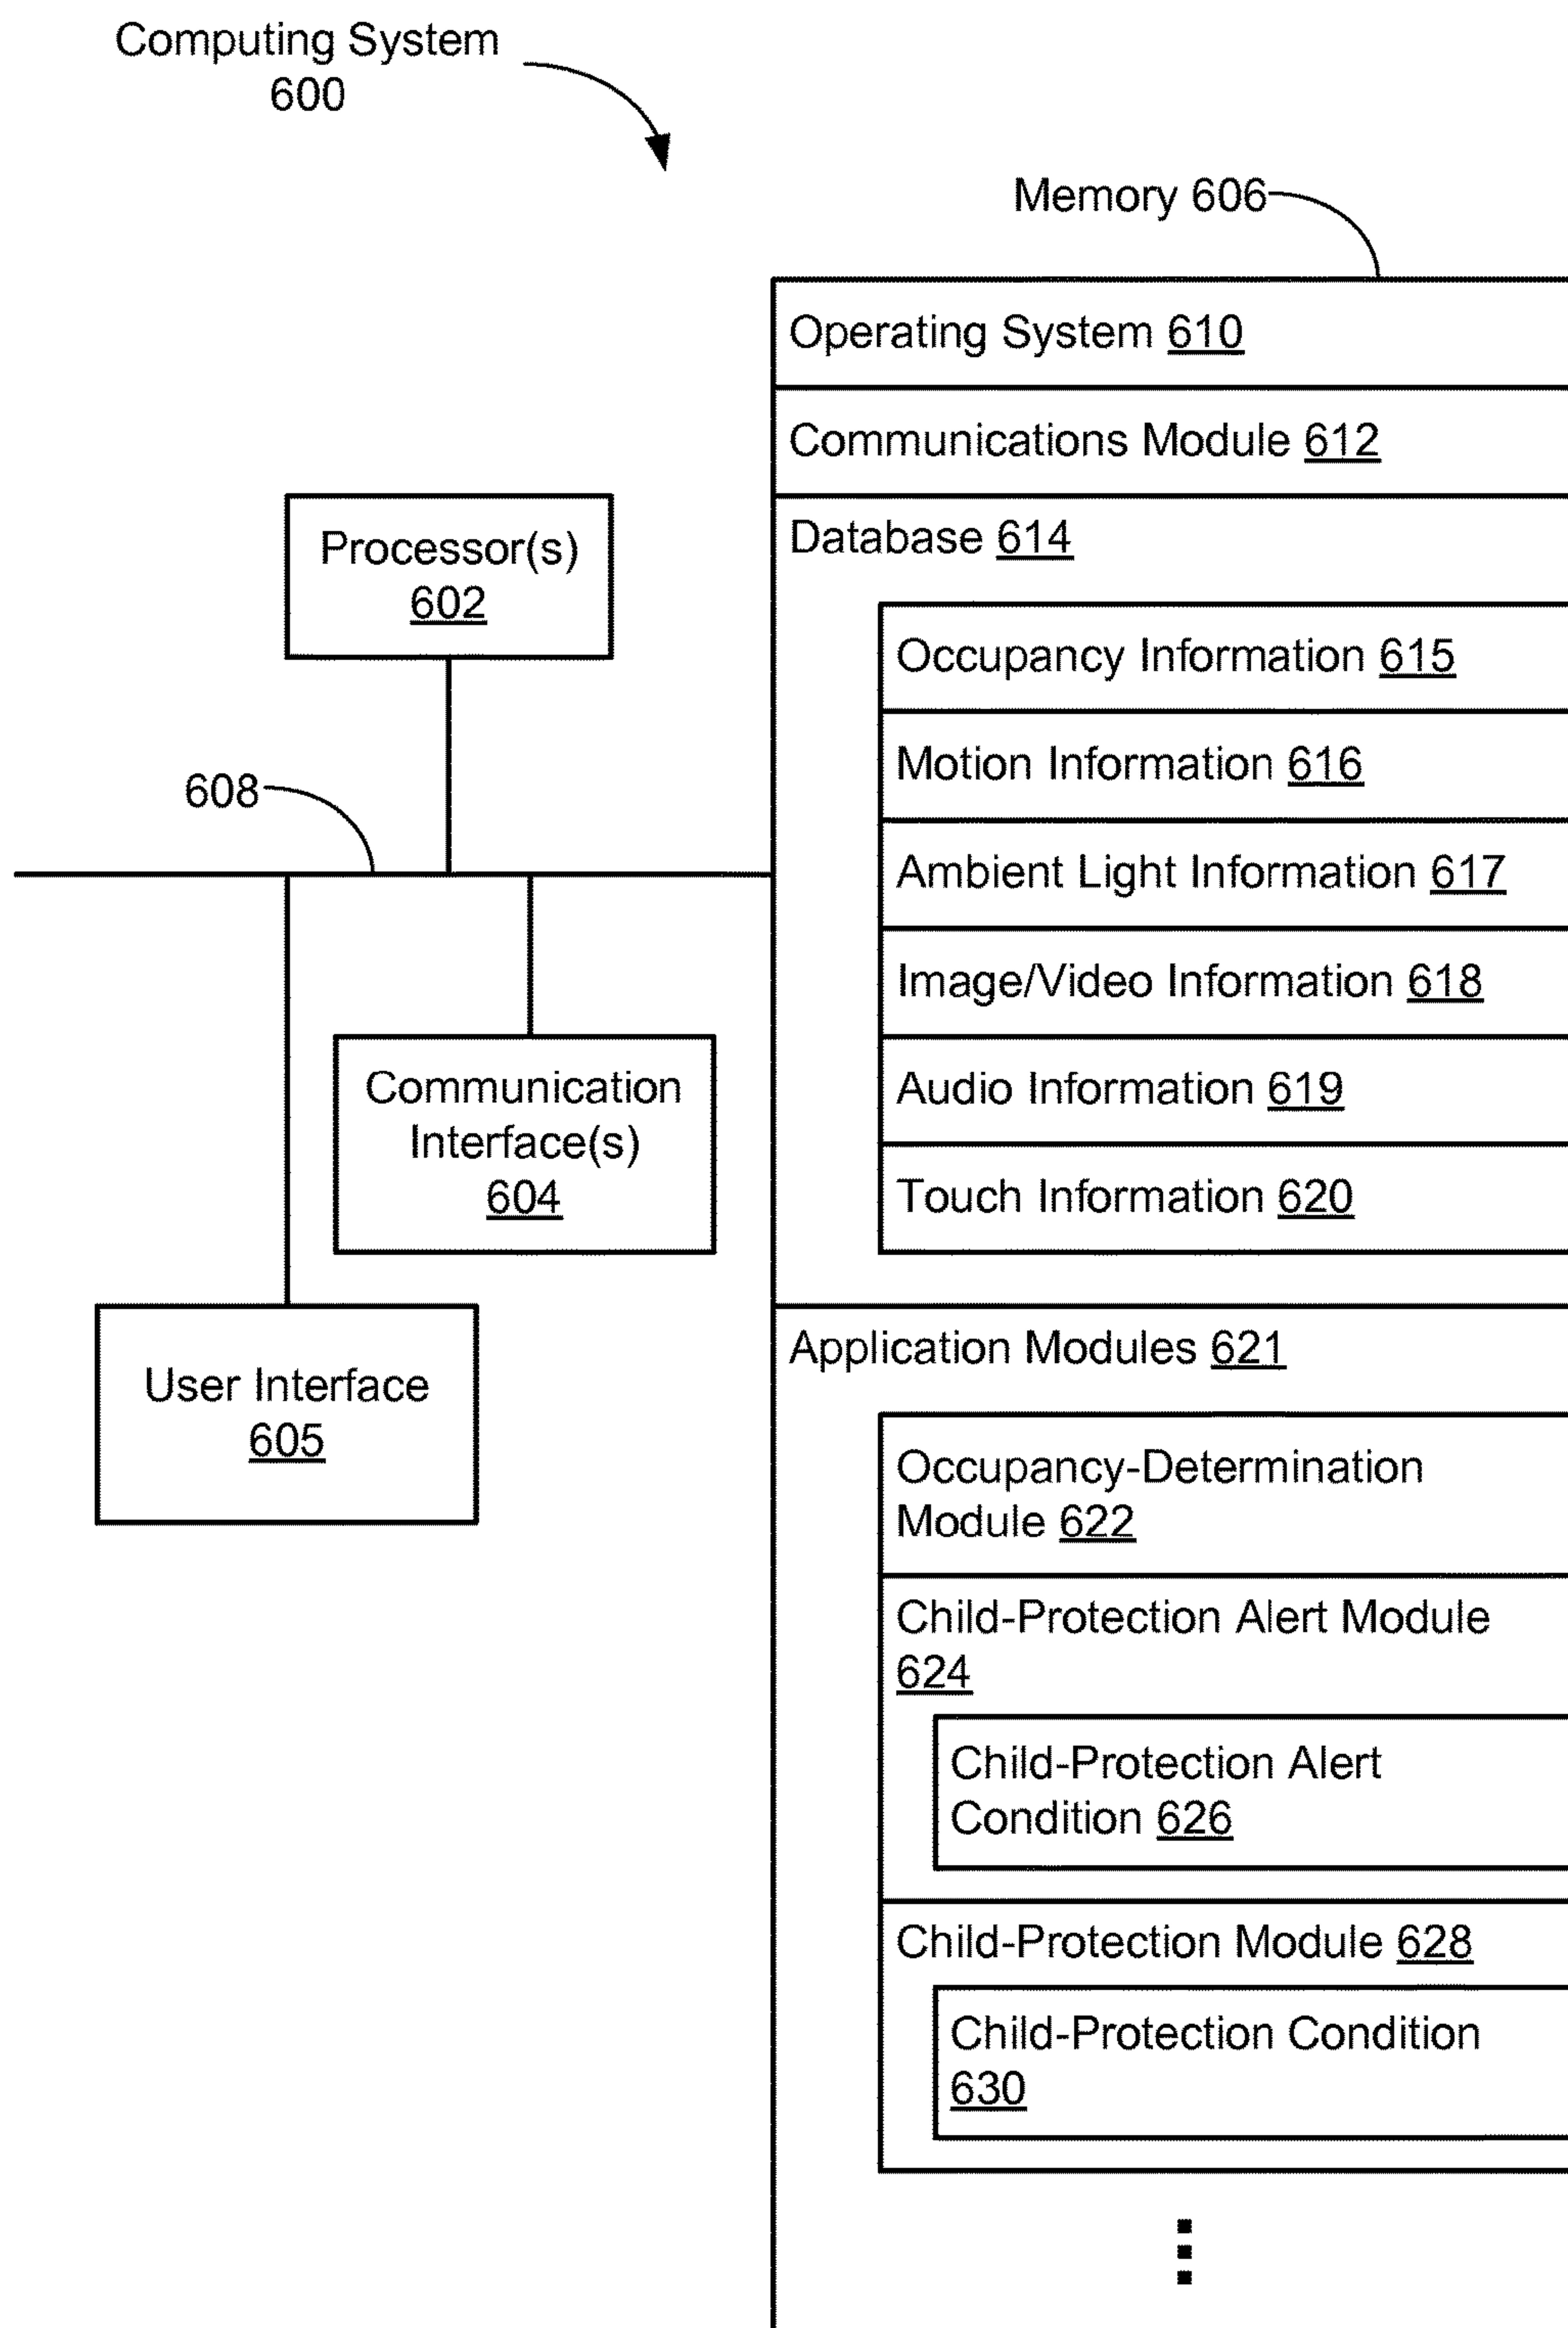 Computing System
600
Memory 606
Operating System 610
Communications Module 612
Database 614
Processor(s)
602
Occupancy Information 615
Motion Information 616
608
Ambient Light Information 617
Image/Video Information 618
Communication
Interface(s)
604
Audio Information 619
Touch Information 620
User Interface
605
Application Modules 621
Occupancy-Determination
Module 622
Child-Protection Alert Module
624
Child-Protection Alert
Condition 626
Child-Protection Module 628
Child-Protection Condition
630